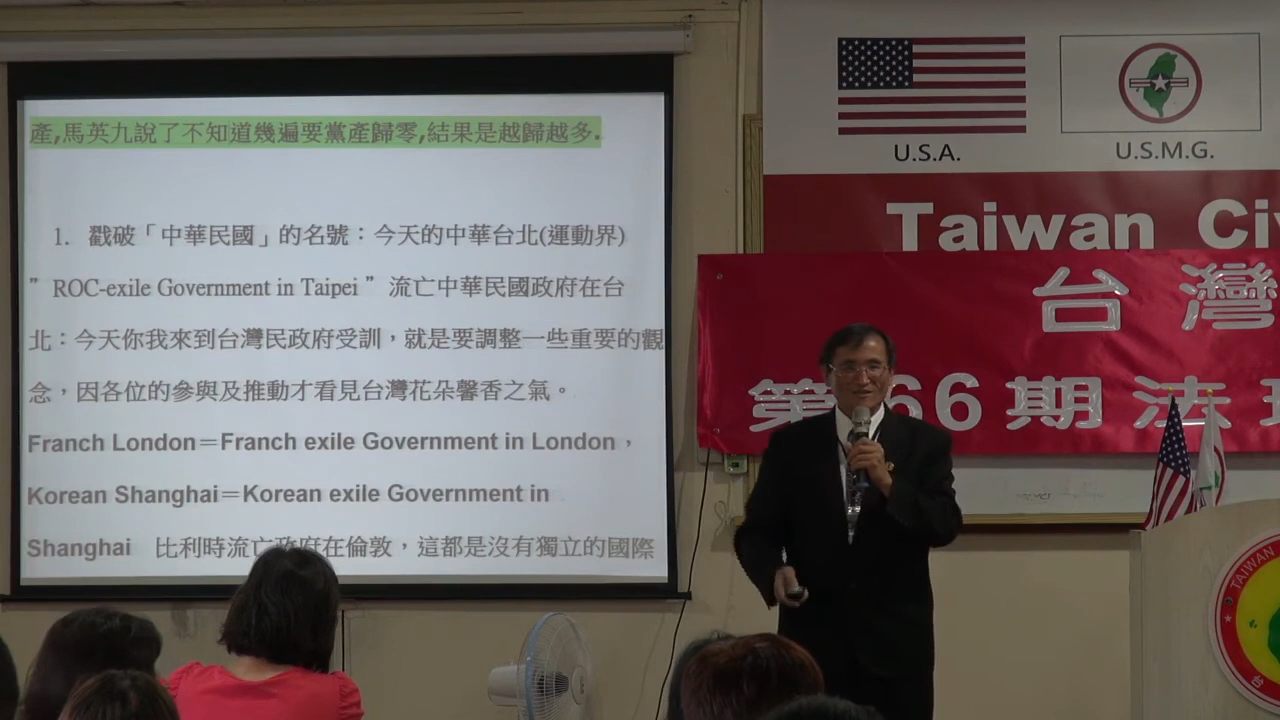 產,馬英九說了不知道幾遍要黨產歸零,結果是越歸越多.
1. 戳破「中華民國」的名號：今天的中華台北(運動界)
”ROC-exile Government in Taipei ”流亡中華民國政府在台
北：今天你我來到台灣民政府受訓，就是要調整一些重要的觀
念，因各位的參與及推動才看見台灣花朵馨香之氣。
Franch London＝Franch exile Government in London，
Korean Shanghai＝Korean exile Government in
Shanghai 比利時流亡政府在倫敦，這都是沒有獨立的國際
U.S.A.
U.S.M.G.
Taiwan Ci
台灣
第66期法
TAIWAN
台